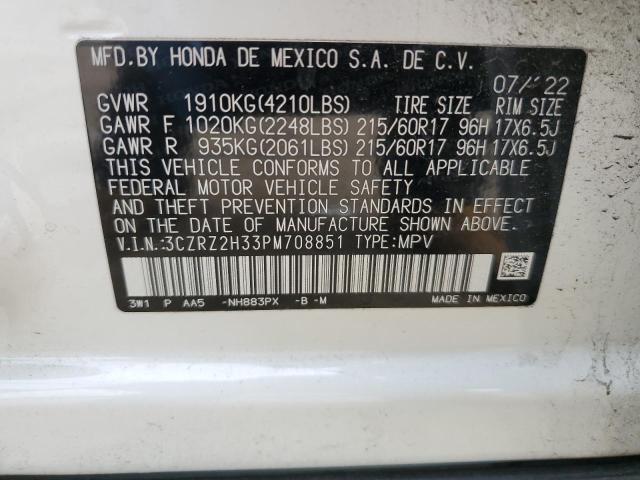 MFD.BY HONDA DE MEXICO S.A. DE C.V.
07/22
GVWR 1910KG(4210LBS) TIRE SIZE RIM SIZE
GAWR F 1020KG(2248LBS) 215/60R17 96H 17X6.5J
GAWR R 935KG(2061LBS) 215/60R17 96H 17X6.5J
THIS VEHICLE CONFORMS TO ALL APPLICABLE
FEDERAL MOTOR VEHICLE SAFETY
AND THEFT PREVENTION STANDARDS IN EFFECT
ON THE DATE OF MANUFACTURE SHOWN ABOVE.
V.I.N.:3CZRZ2H33PM708851 TYPE:MPV
3W1 P AA5 -NH883PX -B-M
CERTIFIED
MADE IN MEXICO